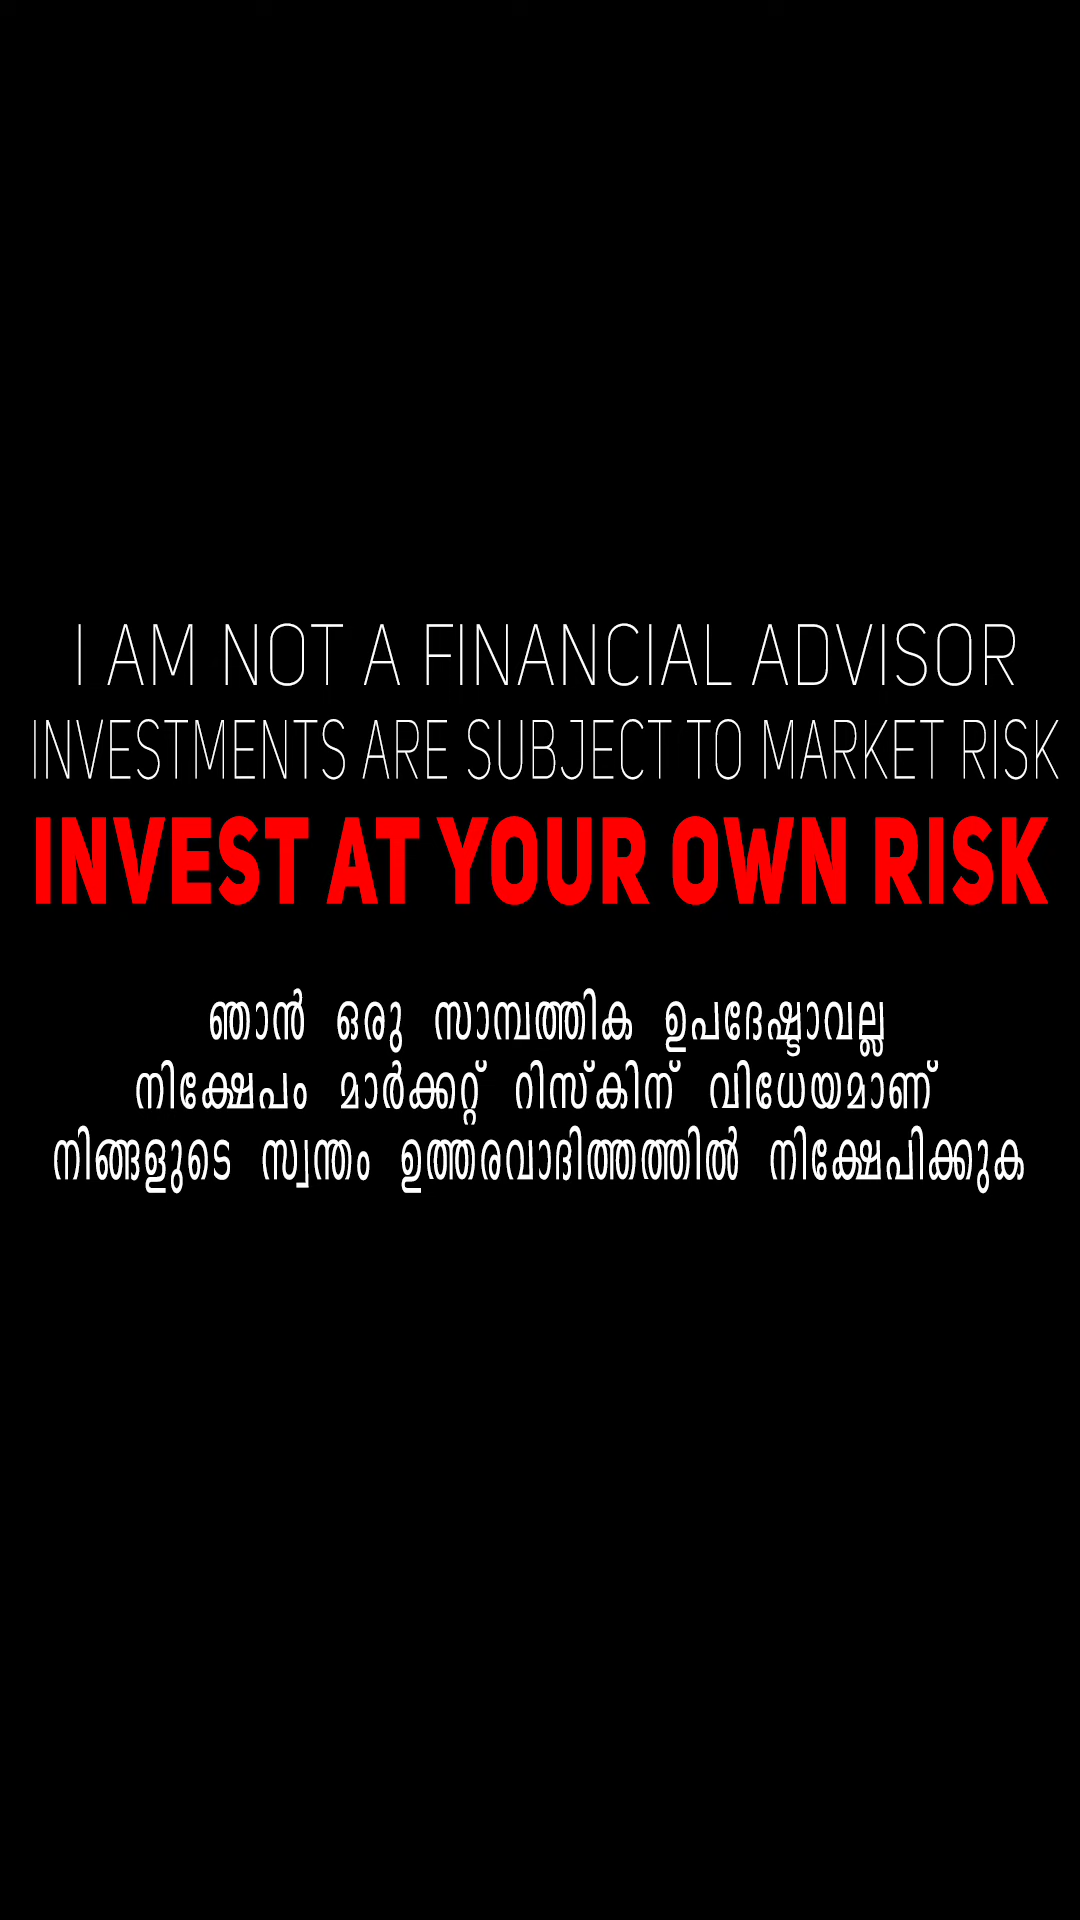 I AM NOT A FINANCIAL ADVISOR
INVESTMENTS ARE SUBJECT TO MARKET RISK
INVEST AT YOUR OWN RISK
ഞാൻ ഒരു സാമ്പത്തിക ഉപദേഷ്ടാവല്ല
നിക്ഷേപം മാർക്കറ്റ് റിസ്കിന് വിധേയമാണ്
നിങ്ങളുടെ സ്വന്തം ഉത്തരവാദിത്തത്തിൽ നിക്ഷേപിക്കുക